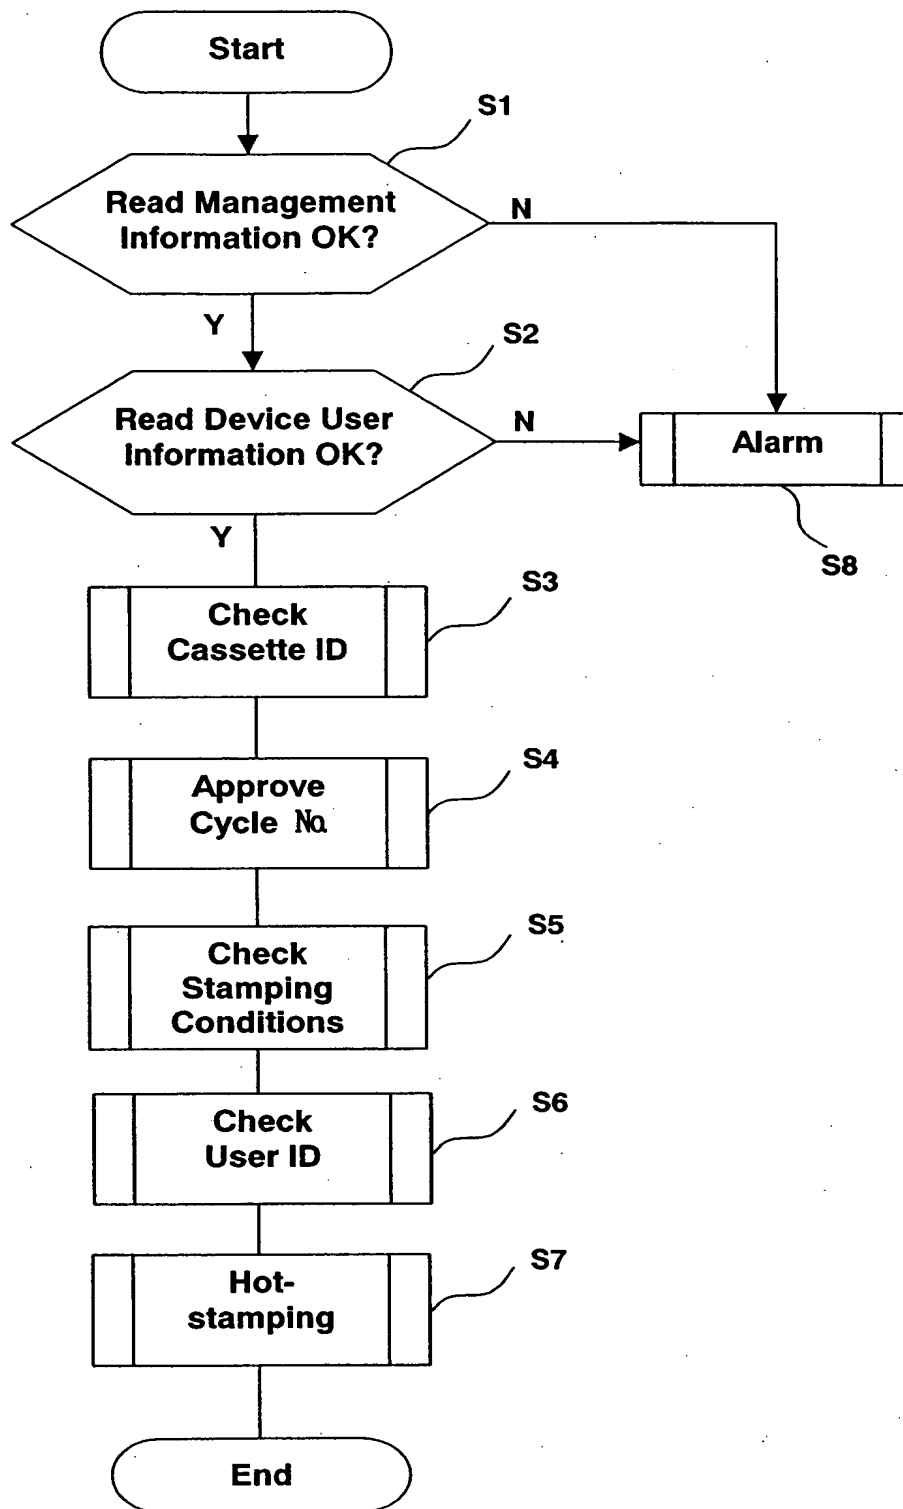 Start
S1
Read Management
Information OK?
N
Y
S2
Read Device User
Information OK?
N
Alarm
S8
Y
Check
Cassette ID
S3
Approve
Cycle №
S4
Check
Stamping
Conditions
S5
Check
User ID
S6
Hot-
stamping
S7
End